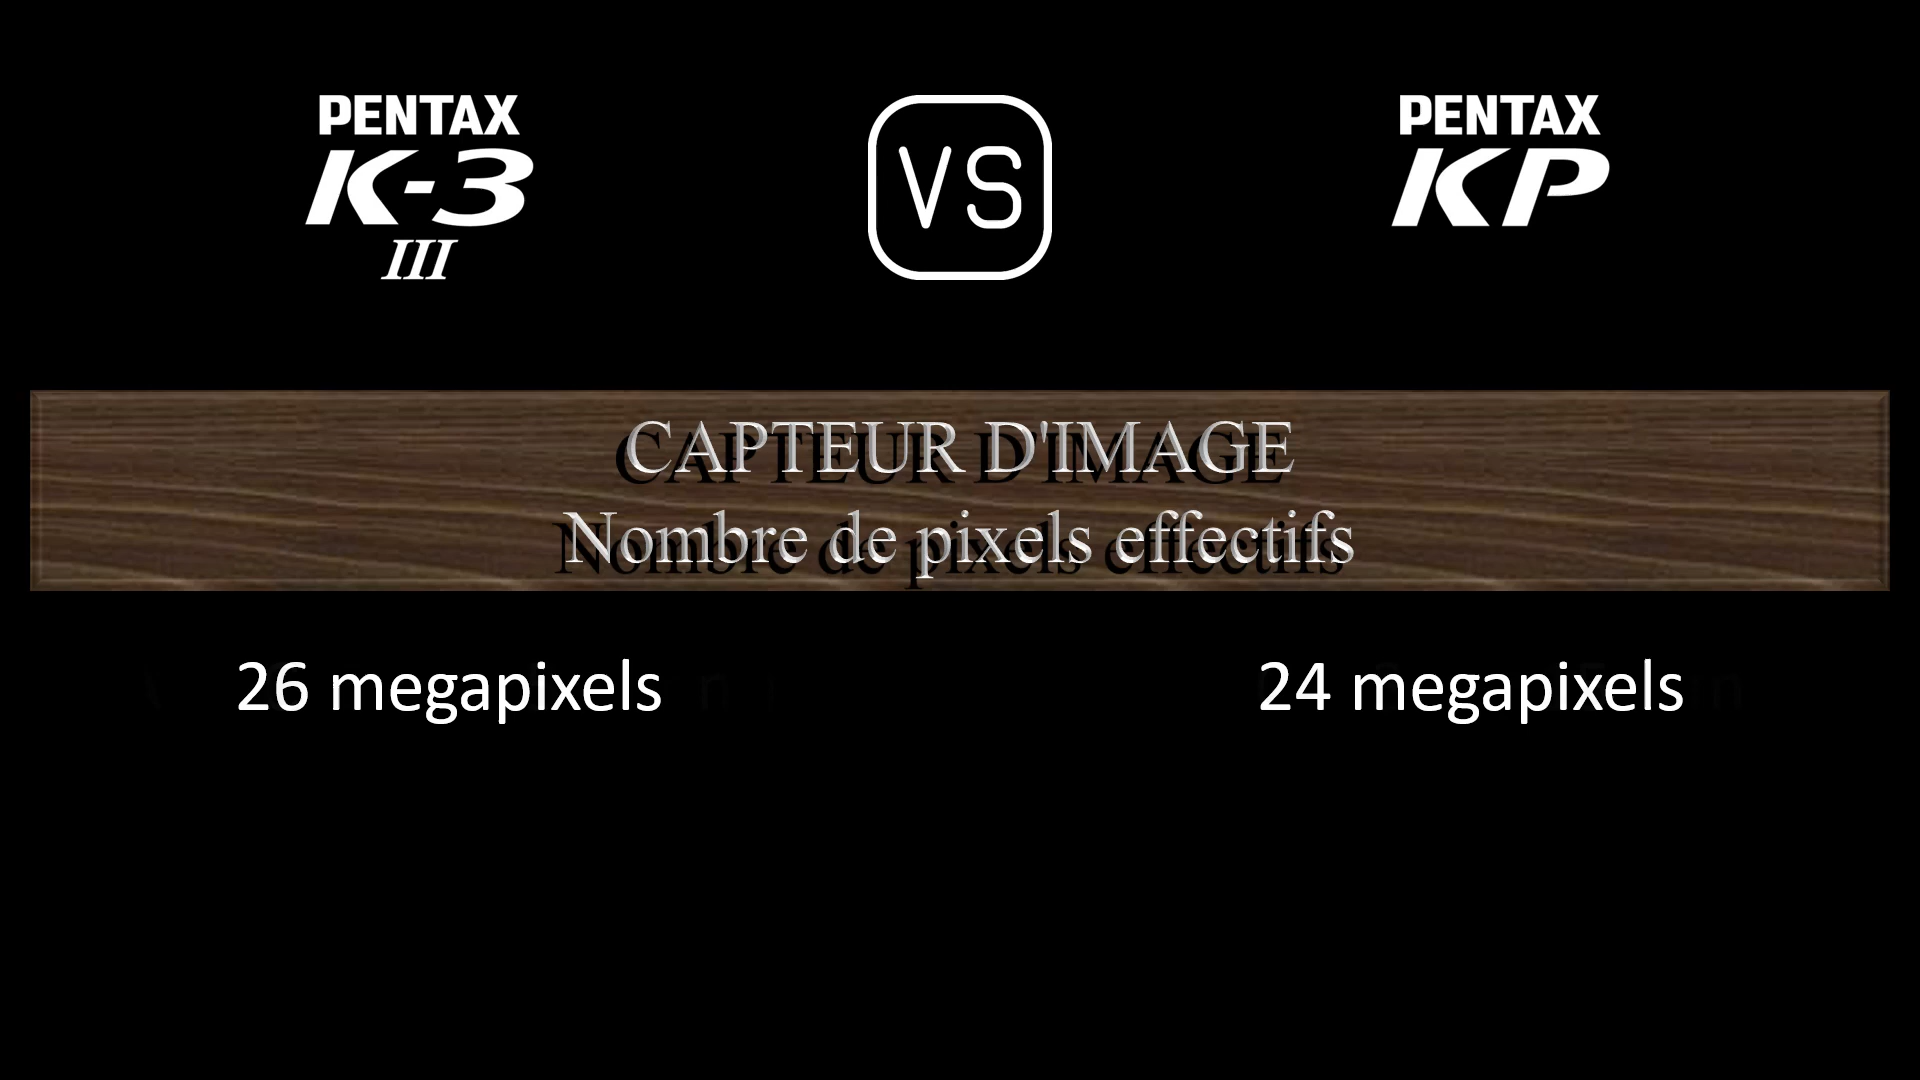 PENTAX
K-3
III
VS
PENTAX
KP
CAPTEUR D'IMAGE
Nombre de pixels effectifs
26 megapixels
24 megapixels